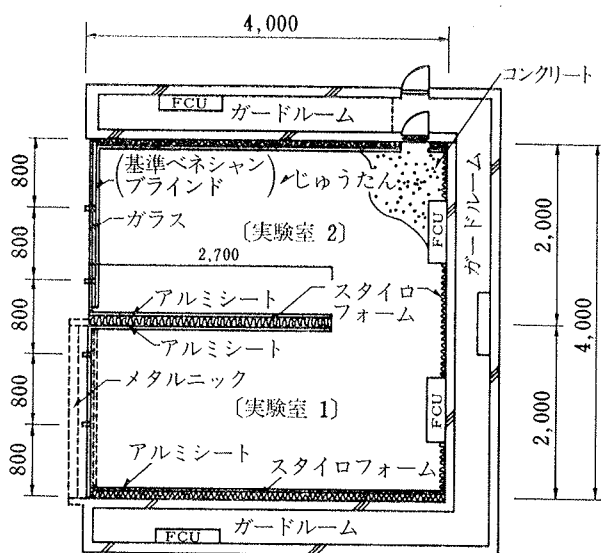 4,000
コンクリート
FCU
ガードルーム
800
800
800
800
800
(基準ベネシャン
ブラインド)
じゅうたん
ガラス
〔実験室 2〕
FCU
ガードルーム
2,000
2,700
アルミシート
スタイロ
フォーム
アルミシート
メタルニック
4,000
〔実験室 1〕
FCU
2,000
アルミシート
スタイロフォーム
ガードルーム
FCU